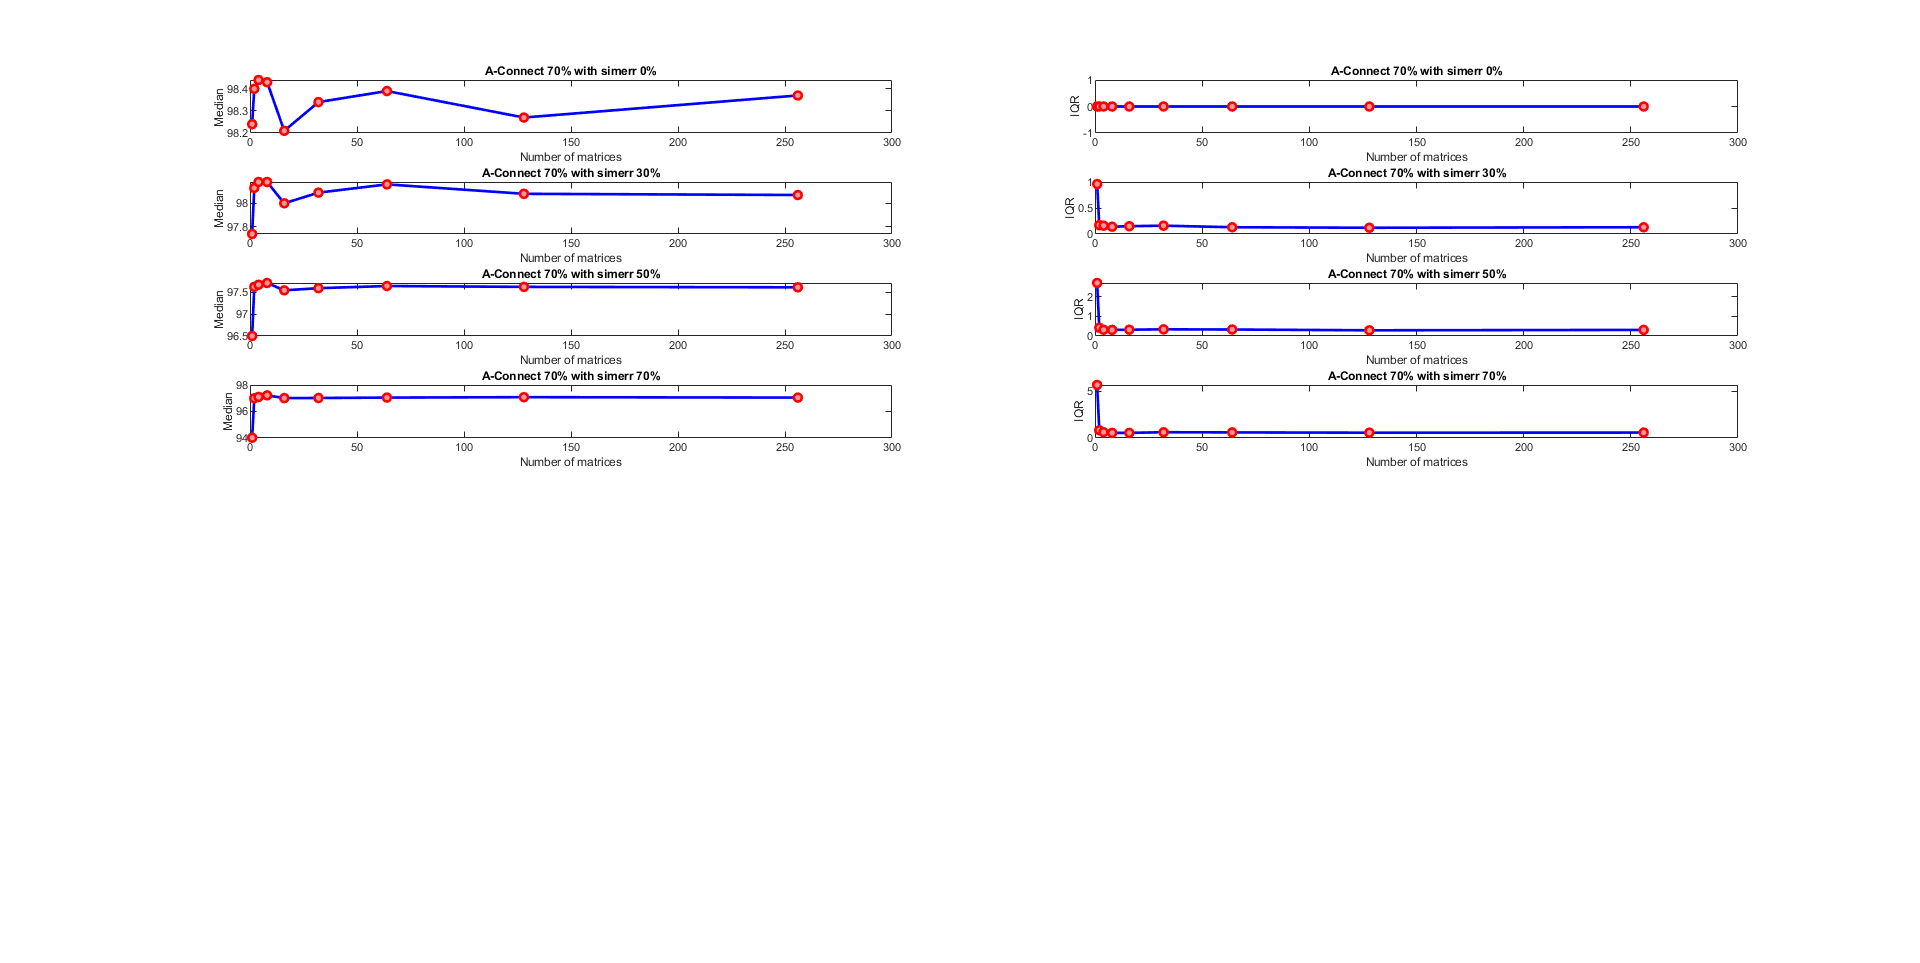 A-Connect 70% with simerr 0%
98.4
98.3
98.2
Median
0 50 100 150 200 250 300
Number of matrices
A-Connect 70% with simerr 30%
98
97.8
Median
0 50 100 150 200 250 300
Number of matrices
A-Connect 70% with simerr 50%
97.5
97
96.5
Median
0 50 100 150 200 250 300
Number of matrices
A-Connect 70% with simerr 70%
98
96
94
Median
0 50 100 150 200 250 300
Number of matrices
A-Connect 70% with simerr 0%
1
0
-1
IQR
0 50 100 150 200 250 300
Number of matrices
A-Connect 70% with simerr 30%
1
0.5
0
IQR
0 50 100 150 200 250 300
Number of matrices
A-Connect 70% with simerr 50%
2
1
0
IQR
0 50 100 150 200 250 300
Number of matrices
A-Connect 70% with simerr 70%
5
0
IQR
0 50 100 150 200 250 300
Number of matrices